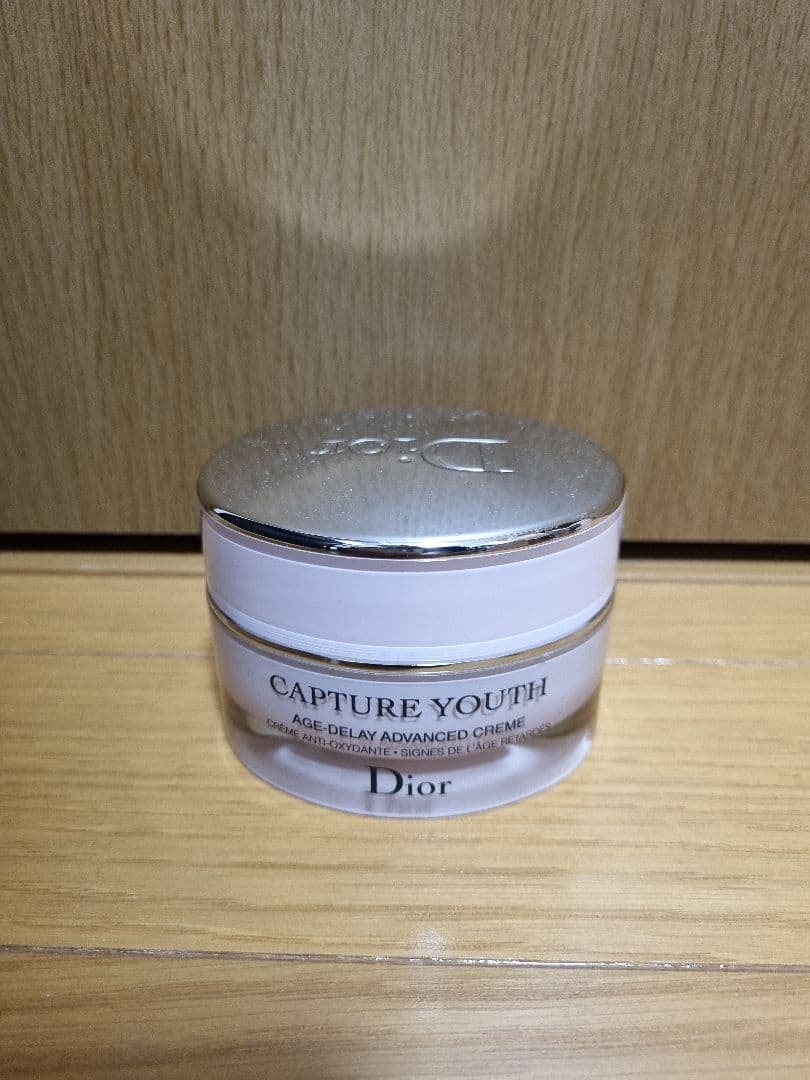 Dior
CAPTURE YOUTH
AGE-DELAY ADVANCED CREME
CRÈME ANTI-OXYDANTE • SIGNES DE L'ÂGE RETARDÉS
Dior